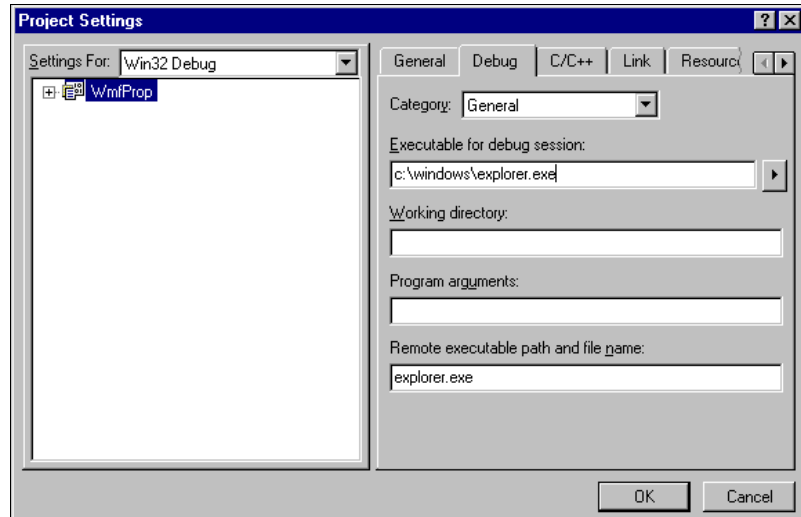 Project Settings
Settings For: Win32 Debug
WmfProp
General Debug C/C++ Link
Category: General
Executable for debug session:
c:\windows\explorer.exe
Working directory:
Program arguments:
Remote executable path and file name:
explorer.exe
OK Cancel